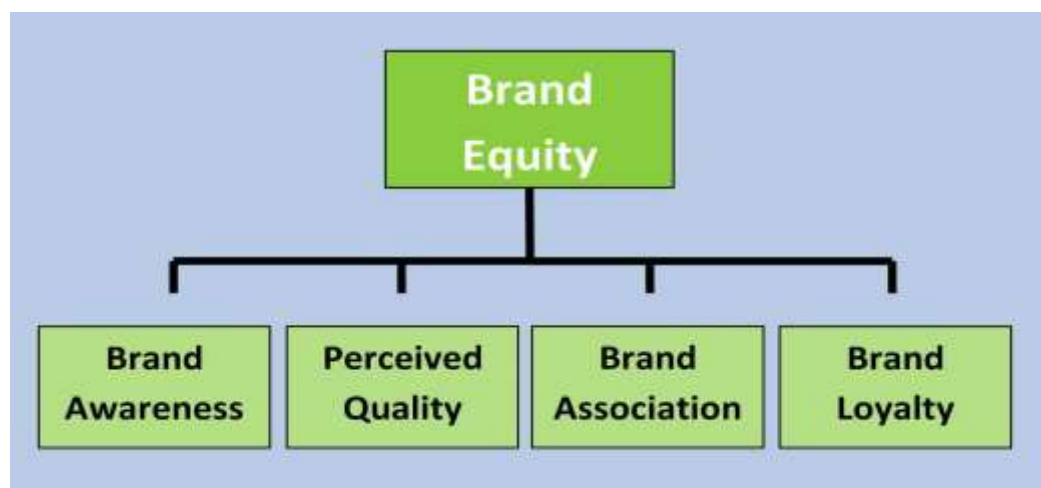 Brand
Equity
Brand
Awareness
Perceived
Quality
Brand
Association
Brand
Loyalty